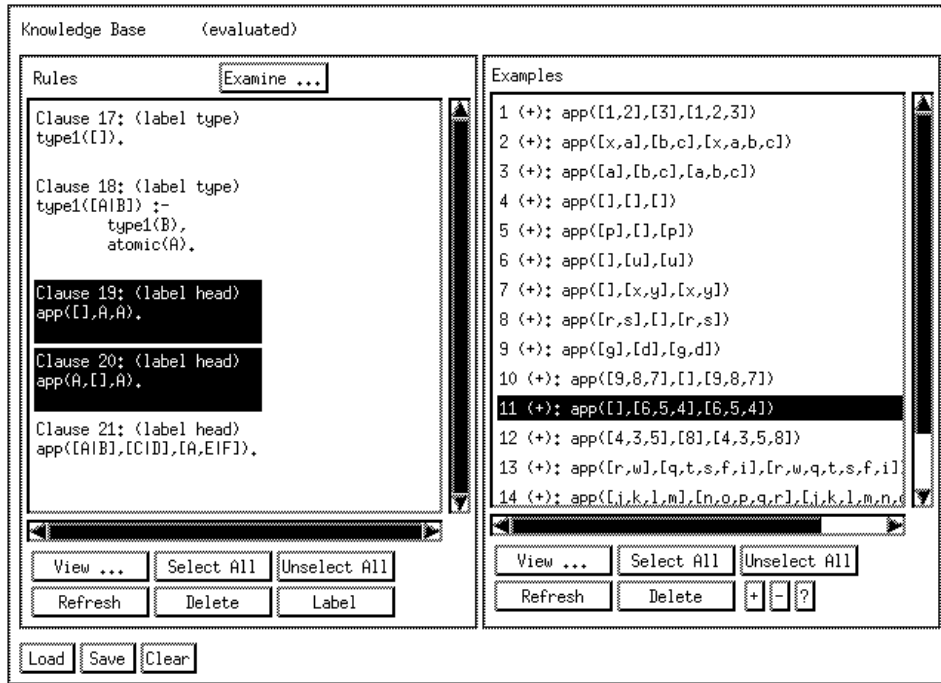 Knowledge Base (evaluated)
Rules Examine ...
Clause 17: (label type)
type1([]).
Clause 18: (label type)
type1([A|B]) :-
type1(B),
atomic(A).
Clause 19: (label head)
app([],A,A).
Clause 20: (label head)
app(A,[],A).
Clause 21: (label head)
app([A|B],[C|D],[A,E|F]).
View ... Select All Unselect All
Refresh Delete Label
Examples
1 (+): app([1,2],[3],[1,2,3])
2 (+): app([x,a],[b,c],[x,a,b,c])
3 (+): app([a],[b,c],[a,b,c])
4 (+): app([],[],[])
5 (+): app([p],[],[p])
6 (+): app([],[u],[u])
7 (+): app([],[x,y],[x,y])
8 (+): app([r,s],[],[r,s])
9 (+): app([g],[d],[g,d])
10 (+): app([9,8,7],[],[9,8,7])
11 (+): app([],[6,5,4],[6,5,4])
12 (+): app([4,3,5],[8],[4,3,5,8])
13 (+): app([r,w],[q,t,s,f,i],[r,w,q,t,s,f,i]
14 (+): app([j,k,l,m],[n,o,p,q,r],[j,k,l,m,n,
View ... Select All Unselect All
Refresh Delete + - ?
Load Save Clear